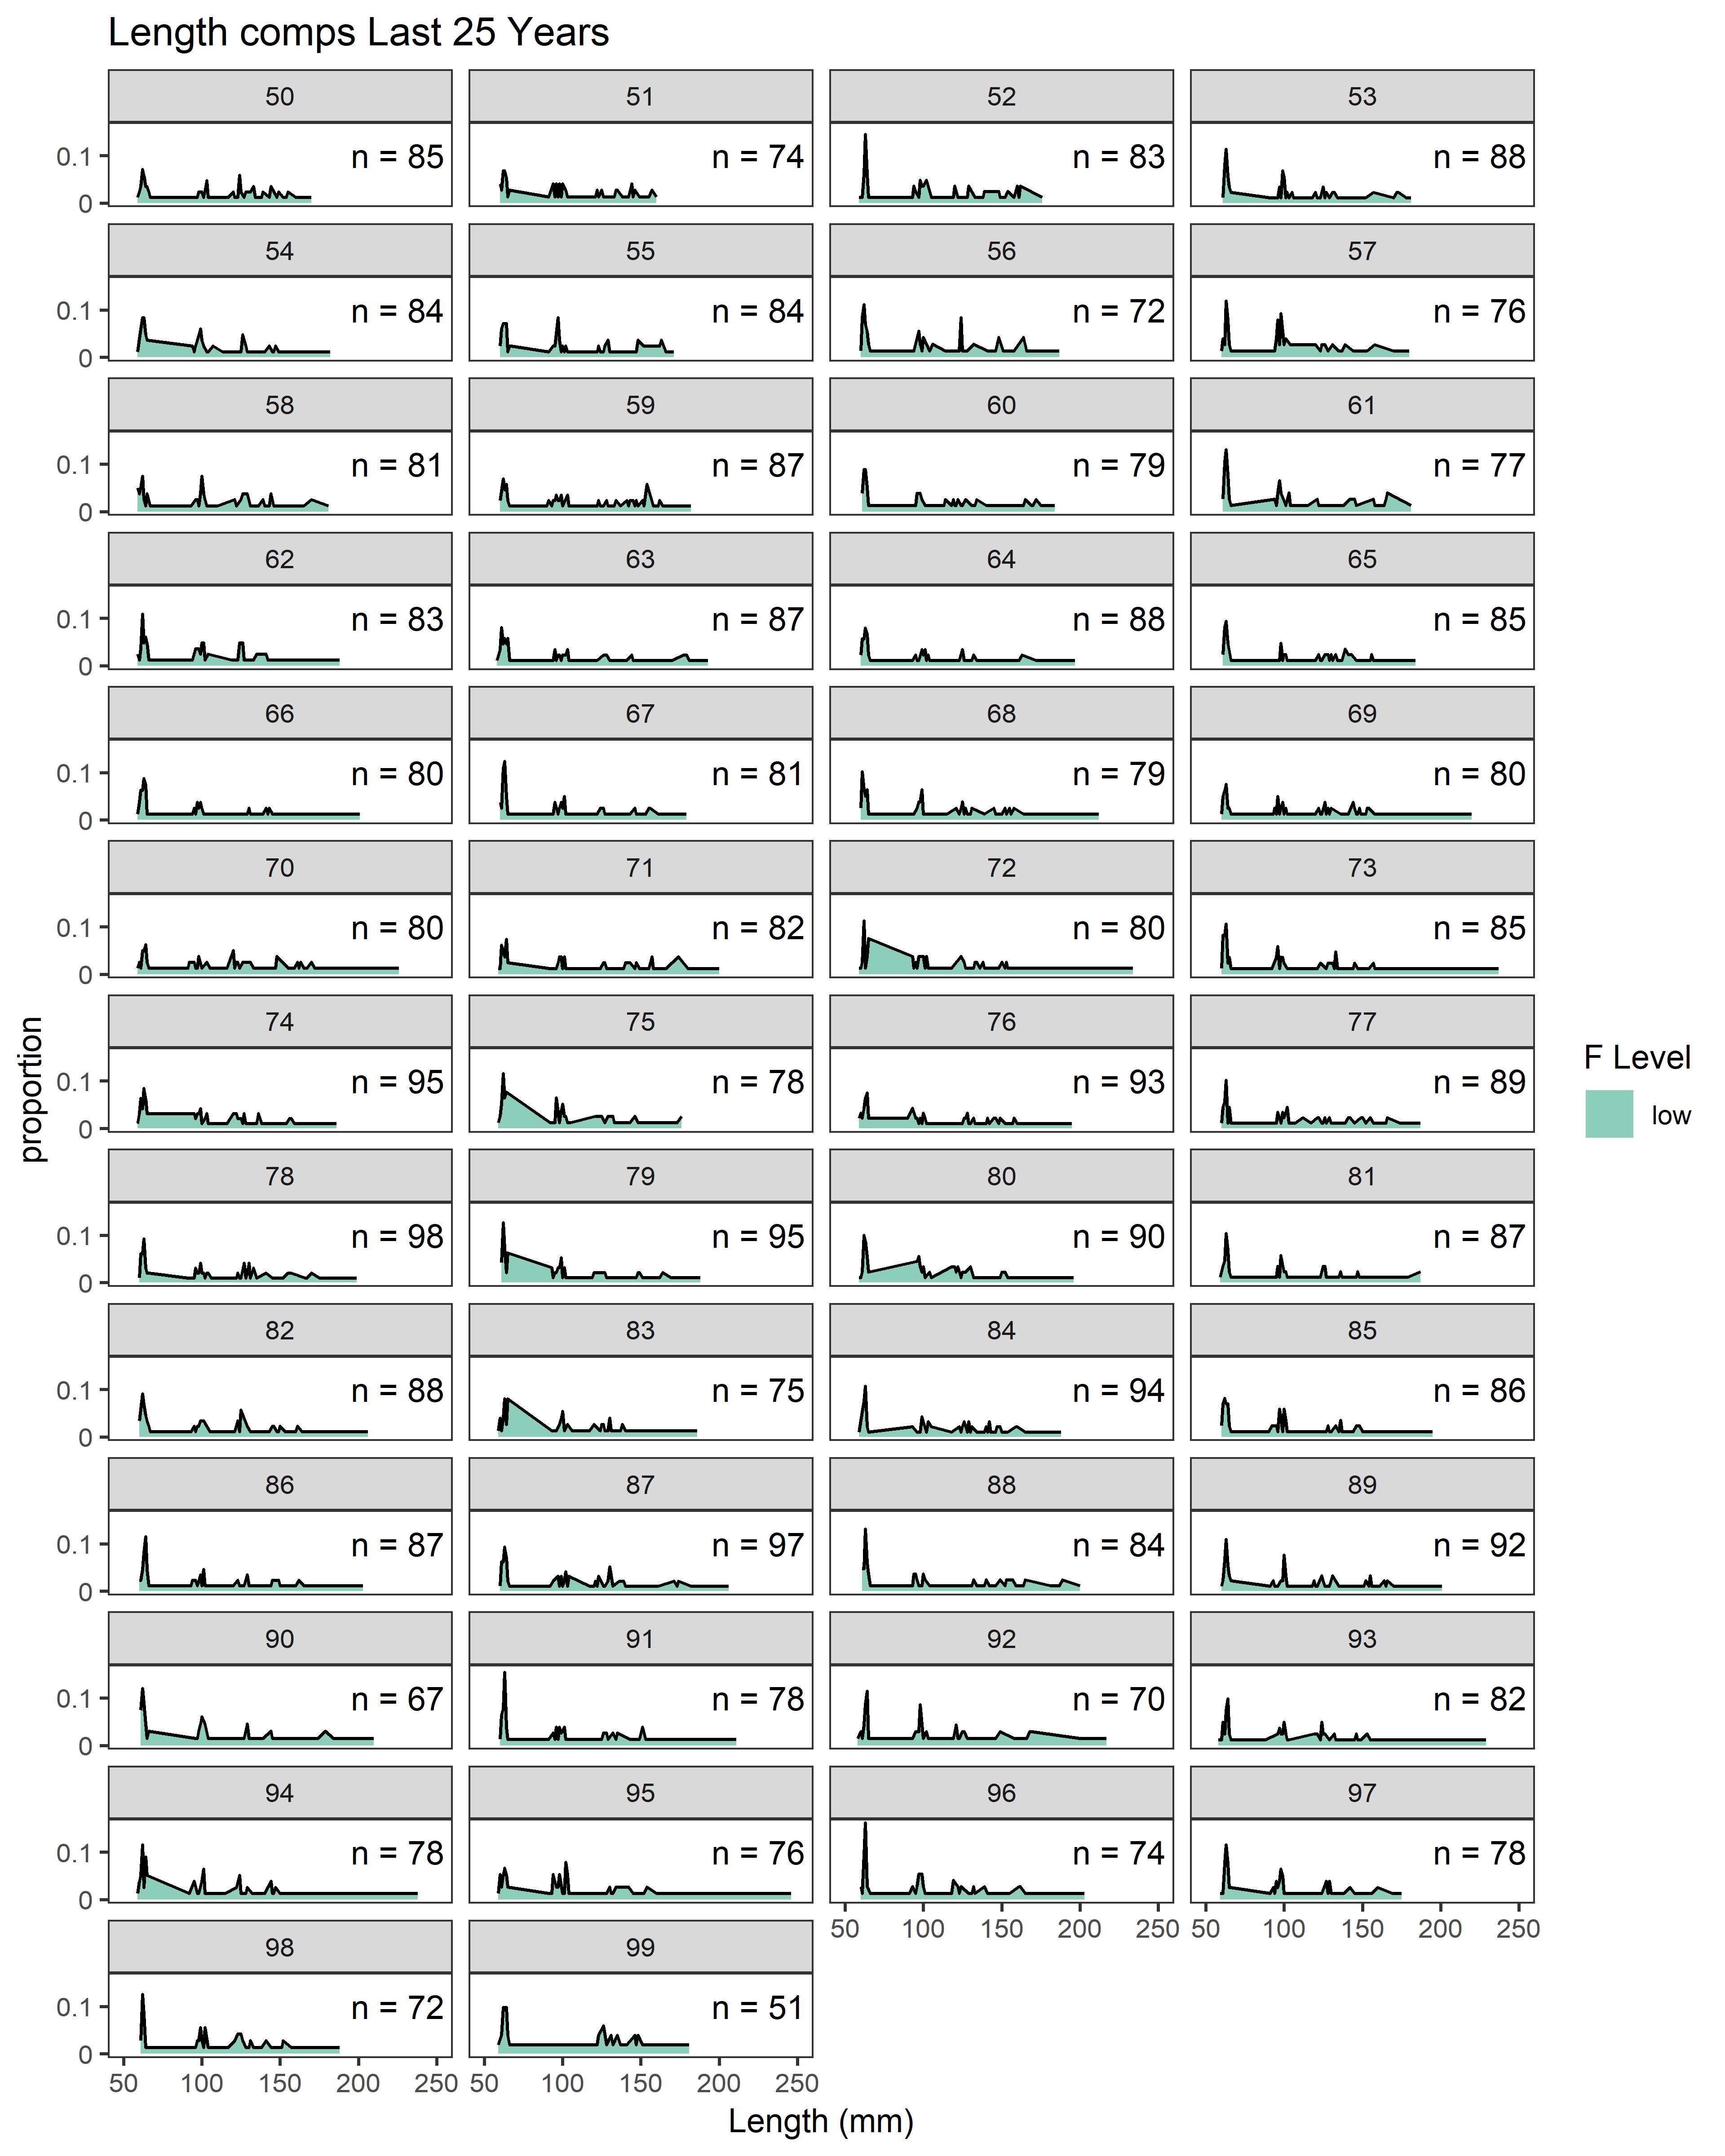 Length comps Last 25 Years
50 51 52 53
0.1 n = 85 n = 74 n = 83 n = 88
0
54 55 56 57
0.1 n = 84 n = 84 n = 72 n = 76
0
58 59 60 61
0.1 n = 81 n = 87 n = 79 n = 77
0
62 63 64 65
0.1 n = 83 n = 87 n = 88 n = 85
0
66 67 68 69
0.1 n = 80 n = 81 n = 79 n = 80
0
70 71 72 73
0.1 n = 80 n = 82 n = 80 n = 85
0
74 75 76 77
0.1 n = 95 n = 78 n = 93 n = 89
0
78 79 80 81
0.1 n = 98 n = 95 n = 90 n = 87
0
82 83 84 85
0.1 n = 88 n = 75 n = 94 n = 86
0
86 87 88 89
0.1 n = 87 n = 97 n = 84 n = 92
0
90 91 92 93
0.1 n = 67 n = 78 n = 70 n = 82
0
94 95 96 97
0.1 n = 78 n = 76 n = 74 n = 78
0
50 100 150 200 250 50 100 150 200 250
98 99
0.1 n = 72 n = 51
0
50 100 150 200 250 50 100 150 200 250
Length (mm)
proportion
F Level
low